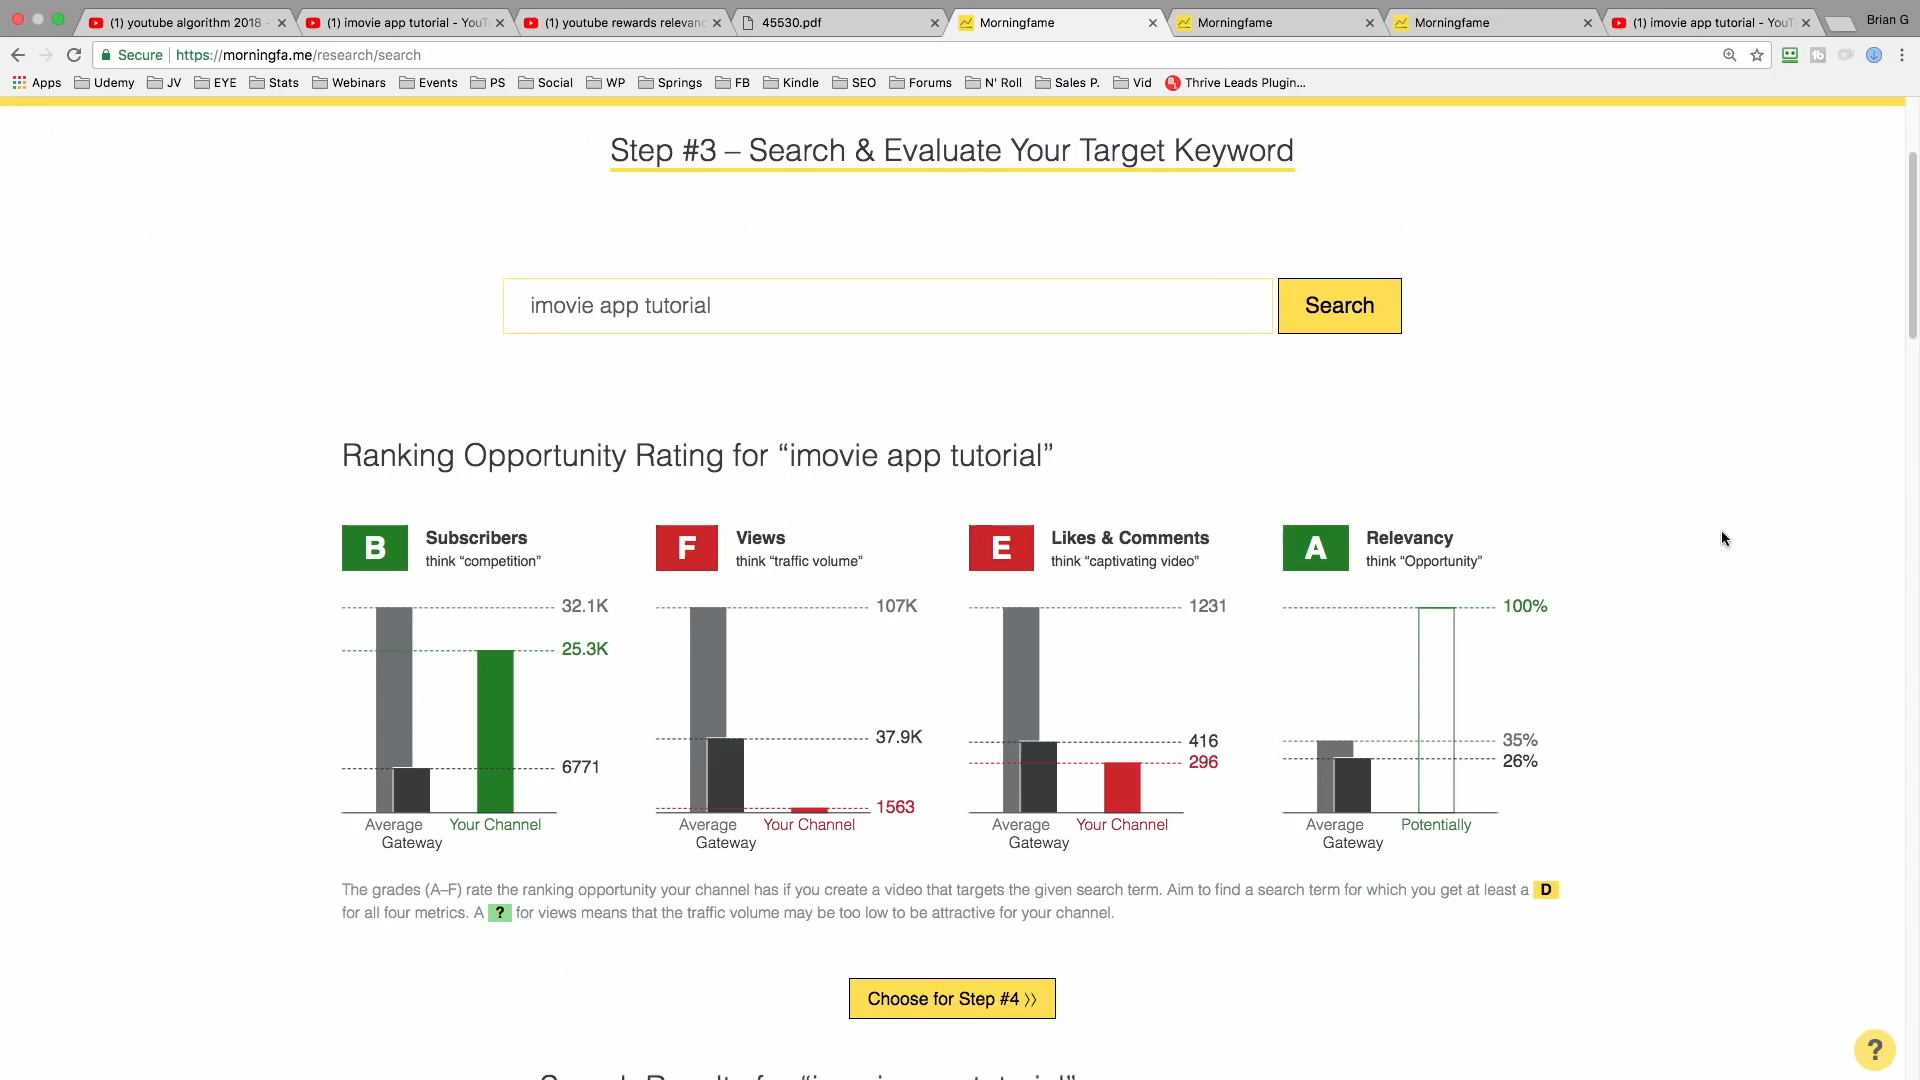 (1) youtube algorithm 2018 -
(1) imovie app tutorial - YouT
(1) youtube rewards relevanc
45530.pdf
Morningfame
Morningfame
Morningfame
(1) imovie app tutorial - YouT
Brian G
Secure
https://morningfa.me/research/search
Apps
Udemy
JV
EYE
Stats
Webinars
Events
PS
Social
WP
Springs
FB
Kindle
SEO
Forums
N' Roll
Sales P.
Vid
Thrive Leads Plugin...
Step #3 – Search & Evaluate Your Target Keyword
imovie app tutorial
Search
Ranking Opportunity Rating for “imovie app tutorial”
B
Subscribers
think “competition”
32.1K
25.3K
6771
Average
Your Channel
Gateway
F
Views
think “traffic volume”
107K
37.9K
1563
Average
Your Channel
Gateway
E
Likes & Comments
think “captivating video”
1231
416
296
Average
Your Channel
Gateway
A
Relevancy
think “Opportunity”
100%
35%
26%
Average
Potentially
Gateway
The grades (A–F) rate the ranking opportunity your channel has if you create a video that targets the given search term. Aim to find a search term for which you get at least a D
for all four metrics. A ? for views means that the traffic volume may be too low to be attractive for your channel.
Choose for Step #4 ⟩⟩
?